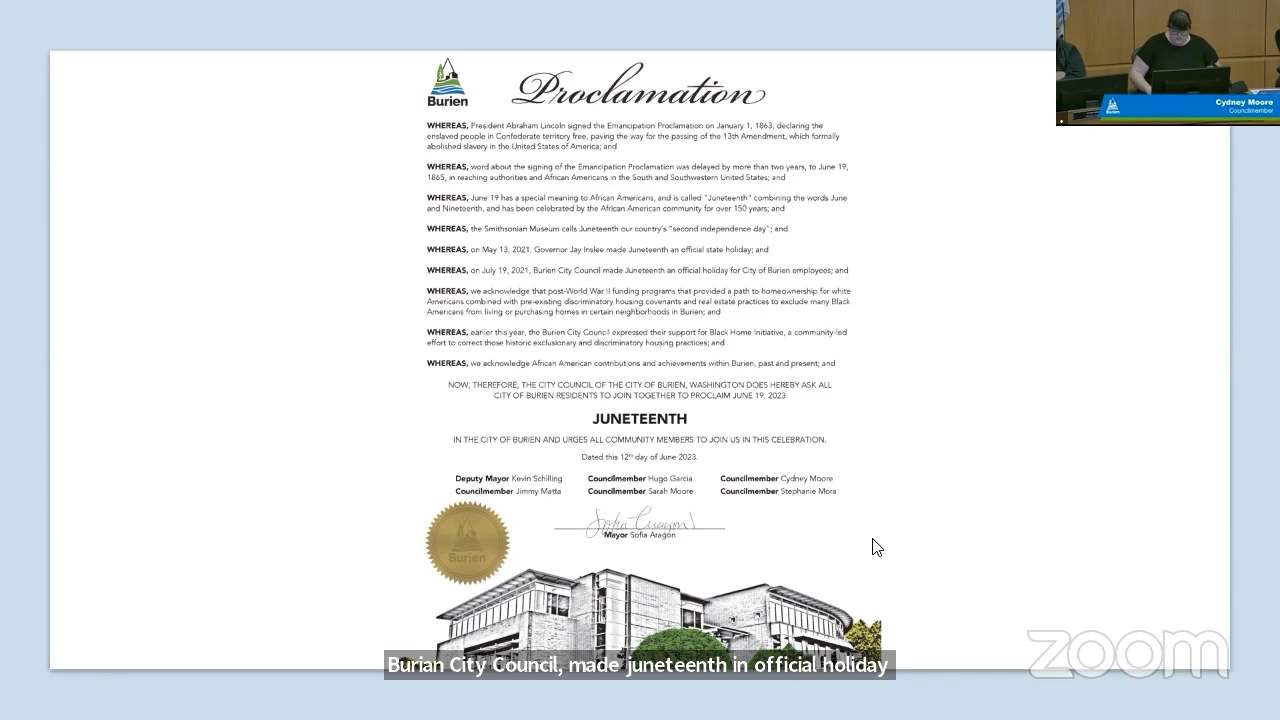 Burien
Proclamation
Cydney Moore
Councilmember
WHEREAS, President Abraham Lincoln signed the Emancipation Proclamation on January 1, 1863, declaring the
enslaved people in Confederate territory free, paving the way for the passing of the 13th Amendment, which formally
abolished slavery in the United States of America; and
WHEREAS, word about the signing of the Emancipation Proclamation was delayed by more than two years, to June 19,
1865, in reaching authorities and African Americans in the South and Southwestern United States; and
WHEREAS, June 19 has a special meaning to African Americans, and is called "Juneteenth" combining the words June
and Nineteenth, and has been celebrated by the African American community for over 150 years; and
WHEREAS, the Smithsonian Museum calls Juneteenth our country's "second independence day"; and
WHEREAS, on May 13, 2021, Governor Jay Inslee made Juneteenth an official state holiday; and
WHEREAS, on July 19, 2021, Burien City Council made Juneteenth an official holiday for City of Burien employees; and
WHEREAS, we acknowledge that post-World War II funding programs that provided a path to homeownership for white
Americans combined with pre-existing discriminatory housing covenants and real estate practices to exclude many Black
Americans from living or purchasing homes in certain neighborhoods in Burien; and
WHEREAS, earlier this year, the Burien City Council expressed their support for Black Home Initiative, a community-led
effort to correct those historic exclusionary and discriminatory housing practices; and
WHEREAS, we acknowledge African American contributions and achievements within Burien, past and present; and
NOW, THEREFORE, THE CITY COUNCIL OF THE CITY OF BURIEN, WASHINGTON DOES HEREBY ASK ALL
CITY OF BURIEN RESIDENTS TO JOIN TOGETHER TO PROCLAIM JUNE 19, 2023
JUNETEENTH
IN THE CITY OF BURIEN AND URGES ALL COMMUNITY MEMBERS TO JOIN US IN THIS CELEBRATION.
Dated this 12th day of June 2023.
Deputy Mayor Kevin Schilling Councilmember Hugo Garcia Councilmember Cydney Moore
Councilmember Jimmy Matta Councilmember Sarah Moore Councilmember Stephanie Mora
Sofia Aragon
Mayor Sofia Aragon
Burien
Burian City Council, made juneteenth in official holiday
zoom